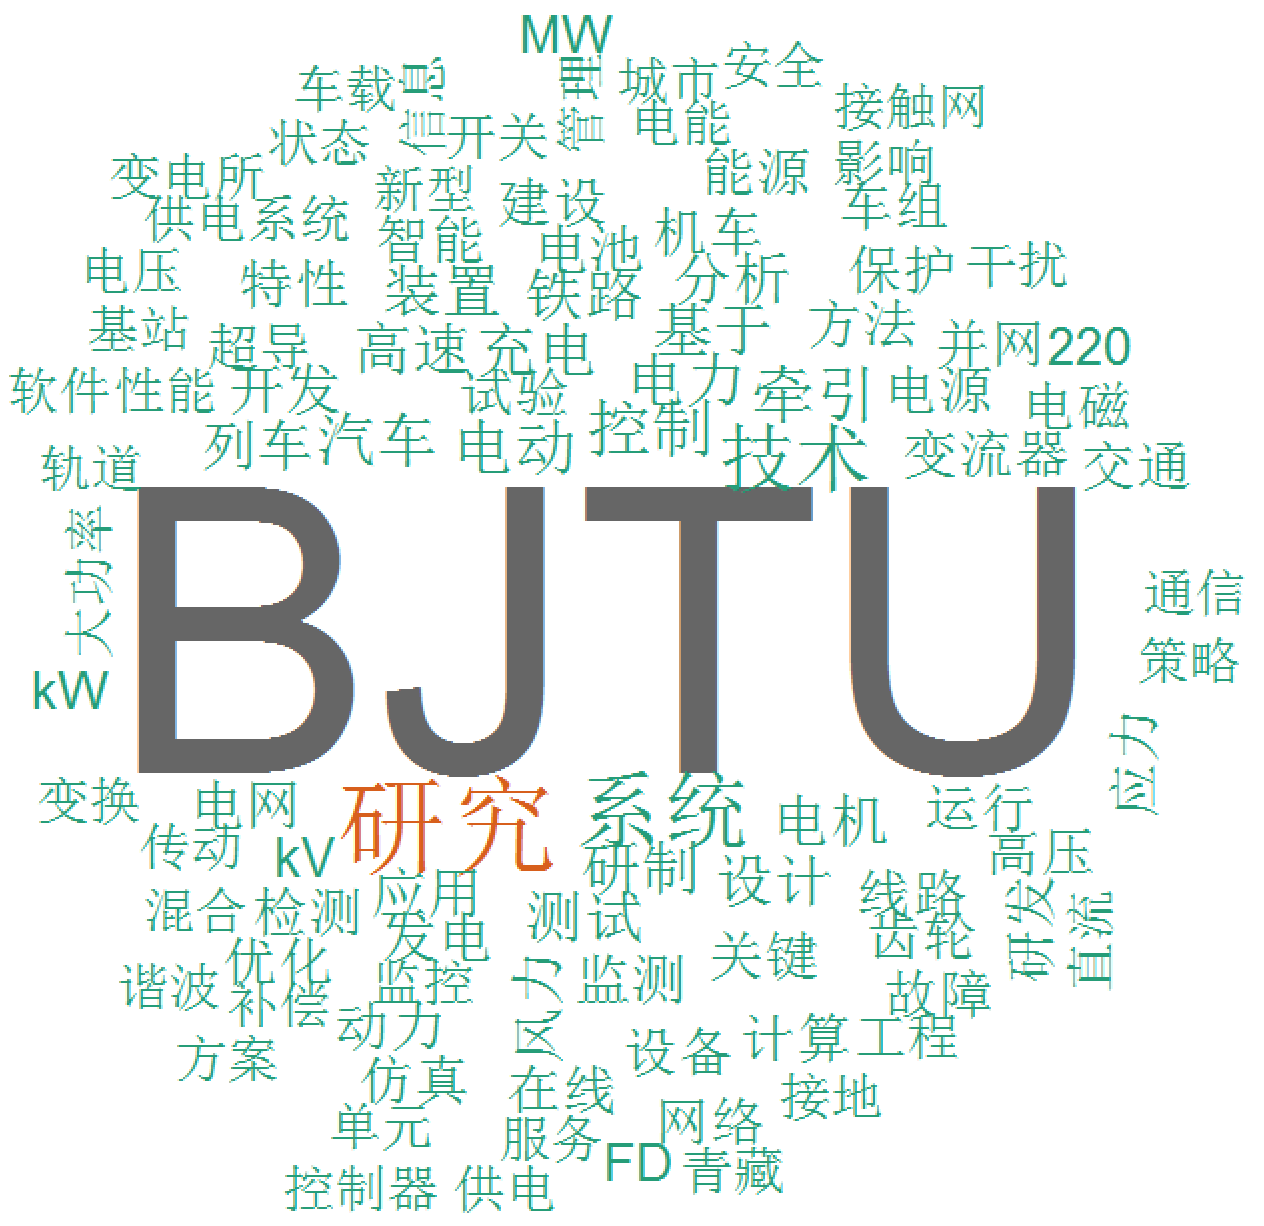 MW
车载
信息
管理
城市
安全
状态
开关
电能
接触网
变电所
新型
建设
能源
影响
供电系统
智能
电池
机车
车组
电压
特性
装置
铁路
分析
保护
干扰
基站
超导
高速
充电
基于
方法
并网
220
软件
性能
开发
试验
电力
牵引
电源
电磁
轨道
列车
汽车
电动
控制
技术
变流器
交通
BJTU
大功率
通信
策略
kW
应力
变换
电网
研究
系统
电机
运行
传动
kV
研制
设计
高压
混合
检测
应用
测试
线路
研发
直流
优化
发电
关键
齿轮
谐波
补偿
监控
风力
监测
故障
动力
方案
设备
计算
工程
仿真
在线
接地
单元
服务
网络
控制器
供电
FD
青藏